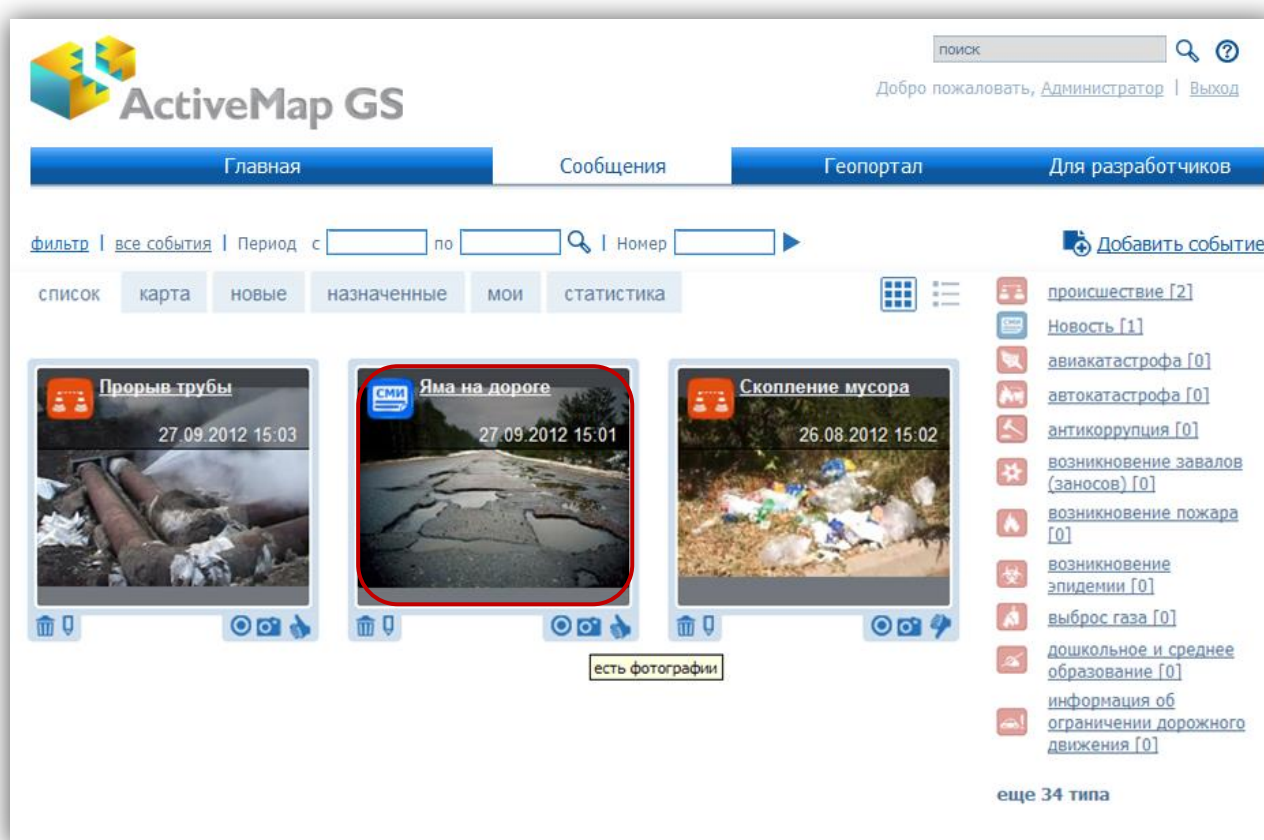 ActiveMap GS
поиск
Добро пожаловать, Администратор | Выход
Главная Сообщения Геопортал Для разработчиков
фильтр | все события | Период с по | Номер
Добавить событие
список карта новые назначенные мои статистика
Прорыв трубы
27.09.2012 15:03
СМИ Яма на дороге
27.09.2012 15:01
Скопление мусора
26.08.2012 15:02
есть фотографии
происшествие [2]
СМИ Новость [1]
авиакатастрофа [0]
автокатастрофа [0]
антикоррупция [0]
возникновение завалов
(заносов) [0]
возникновение пожара
[0]
возникновение
эпидемии [0]
выброс газа [0]
дошкольное и среднее
образование [0]
информация об
ограничении дорожного
движения [0]
еще 34 типа